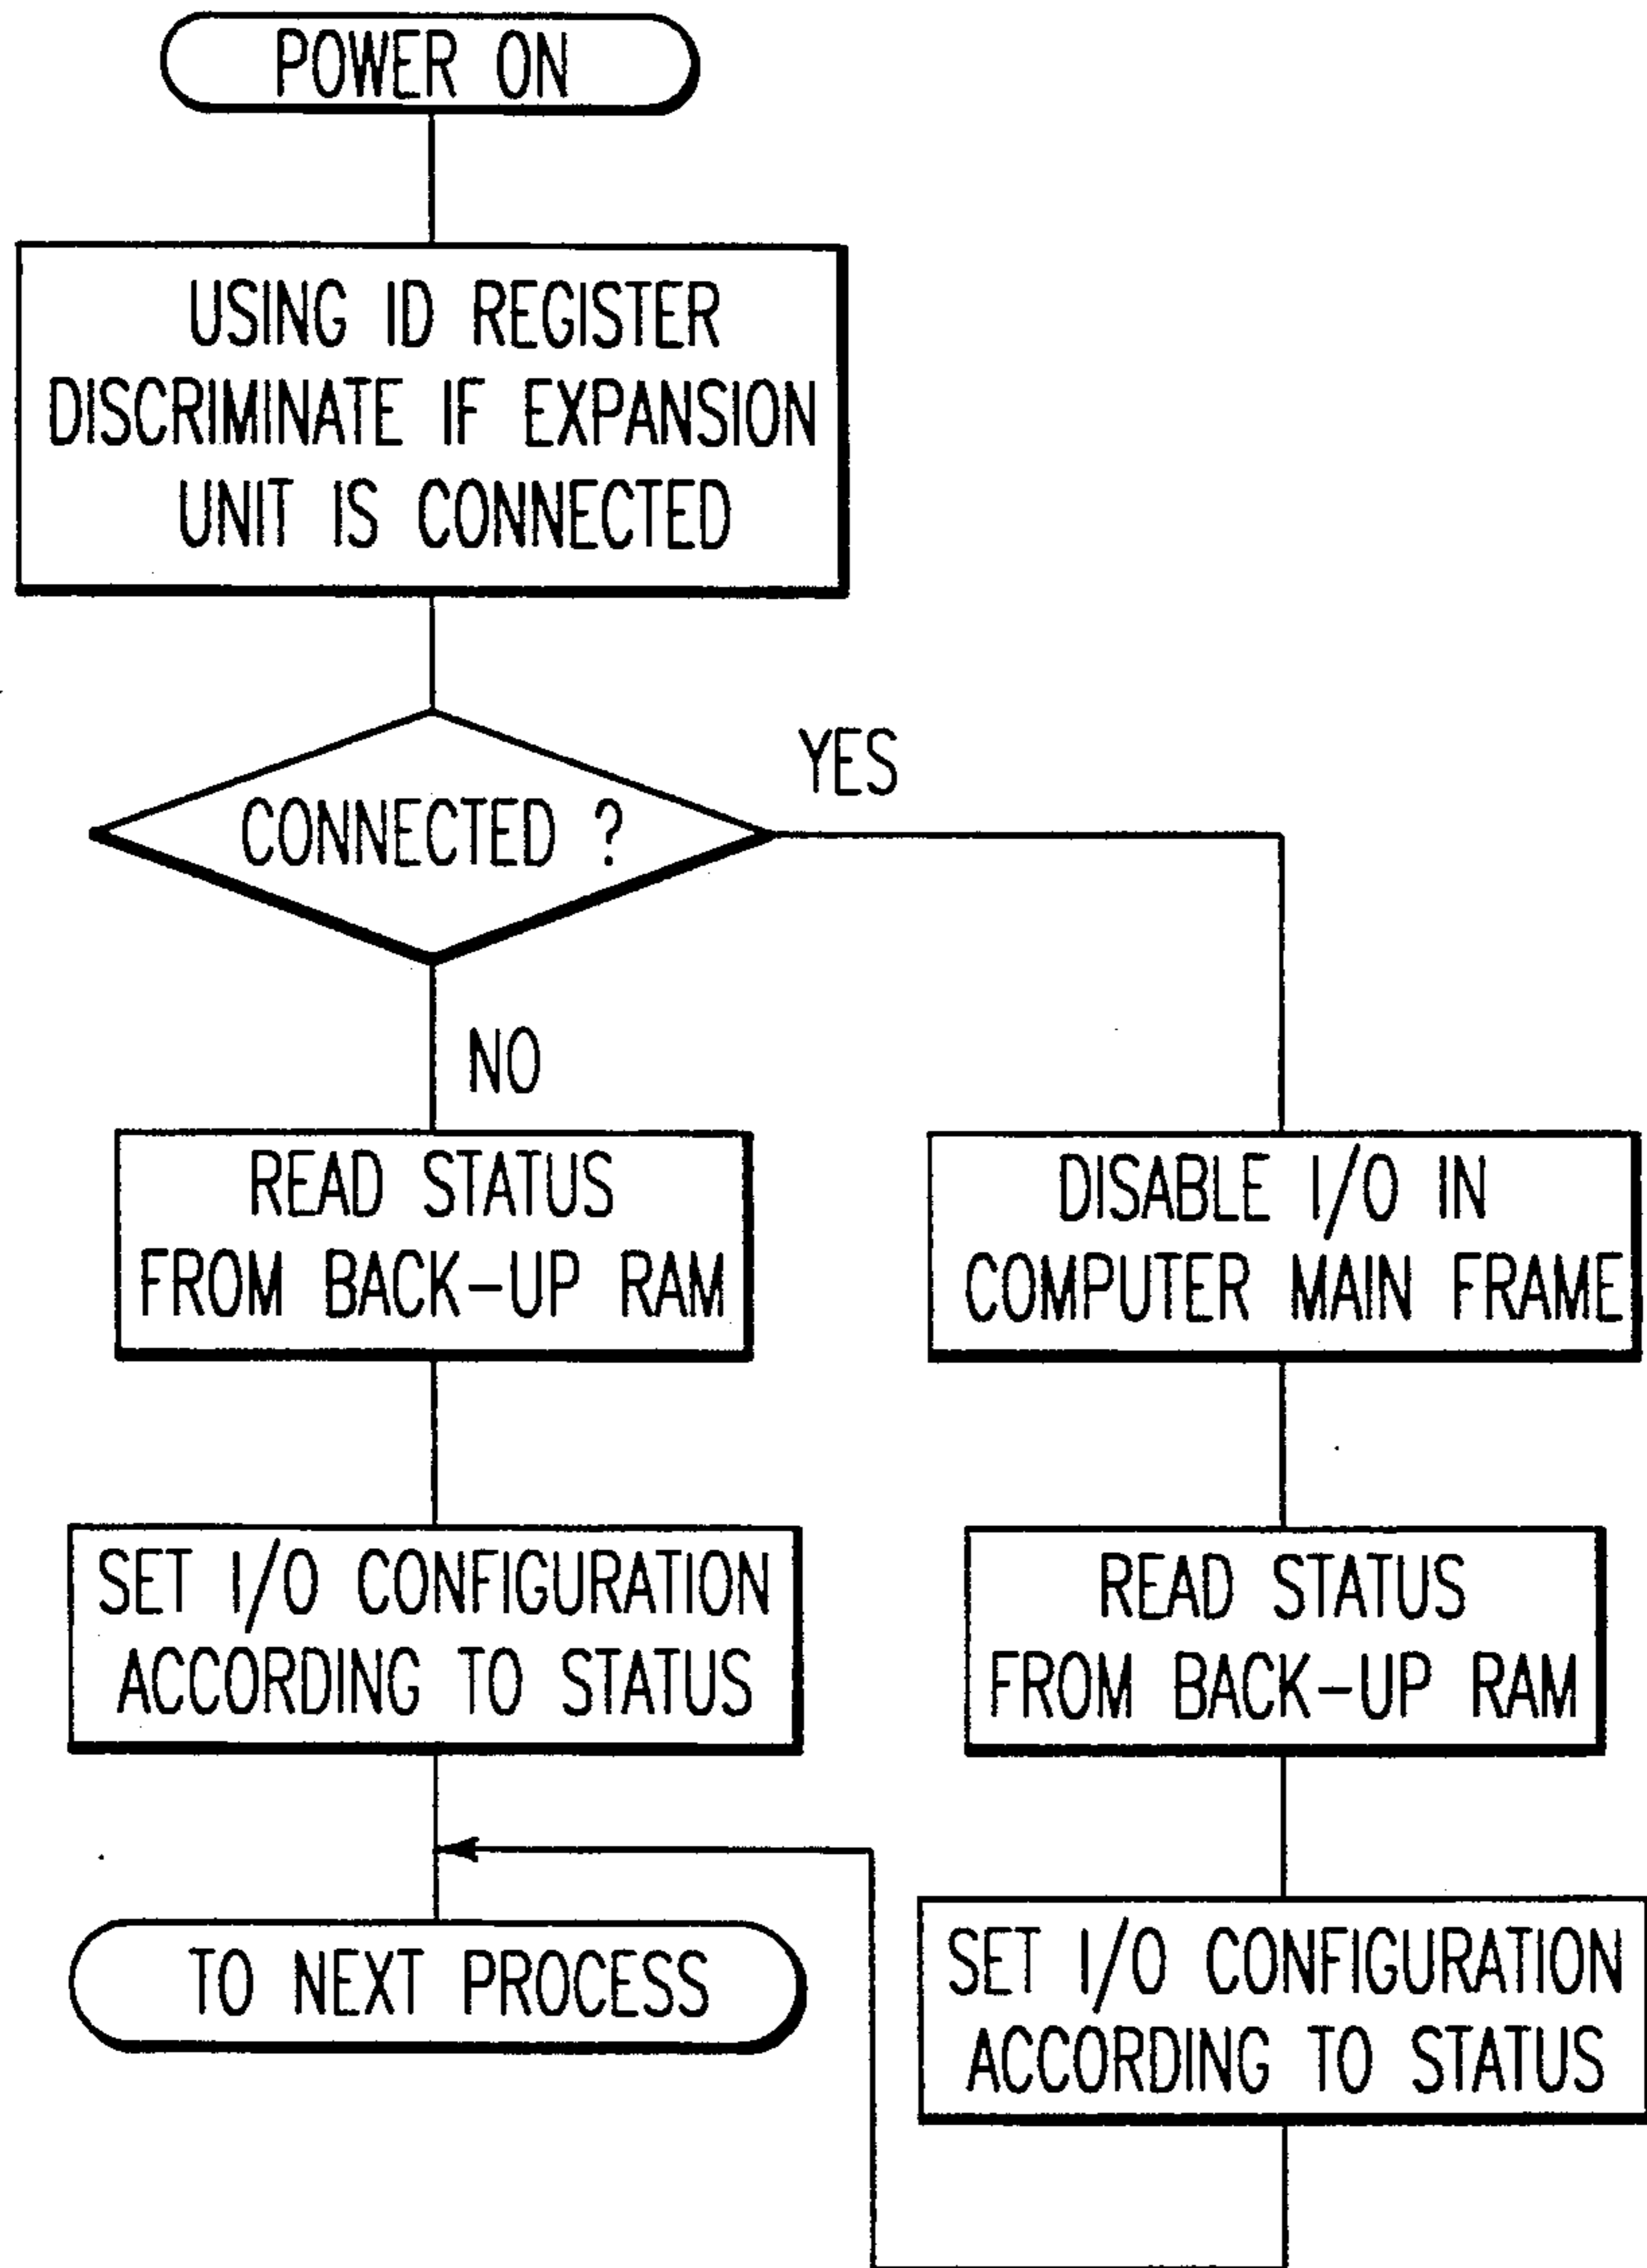 POWER ON
USING ID REGISTER
DISCRIMINATE IF EXPANSION
UNIT IS CONNECTED
CONNECTED ?
YES
NO
READ STATUS
FROM BACK-UP RAM
SET I/O CONFIGURATION
ACCORDING TO STATUS
TO NEXT PROCESS
DISABLE I/O IN
COMPUTER MAIN FRAME
READ STATUS
FROM BACK-UP RAM
SET I/O CONFIGURATION
ACCORDING TO STATUS